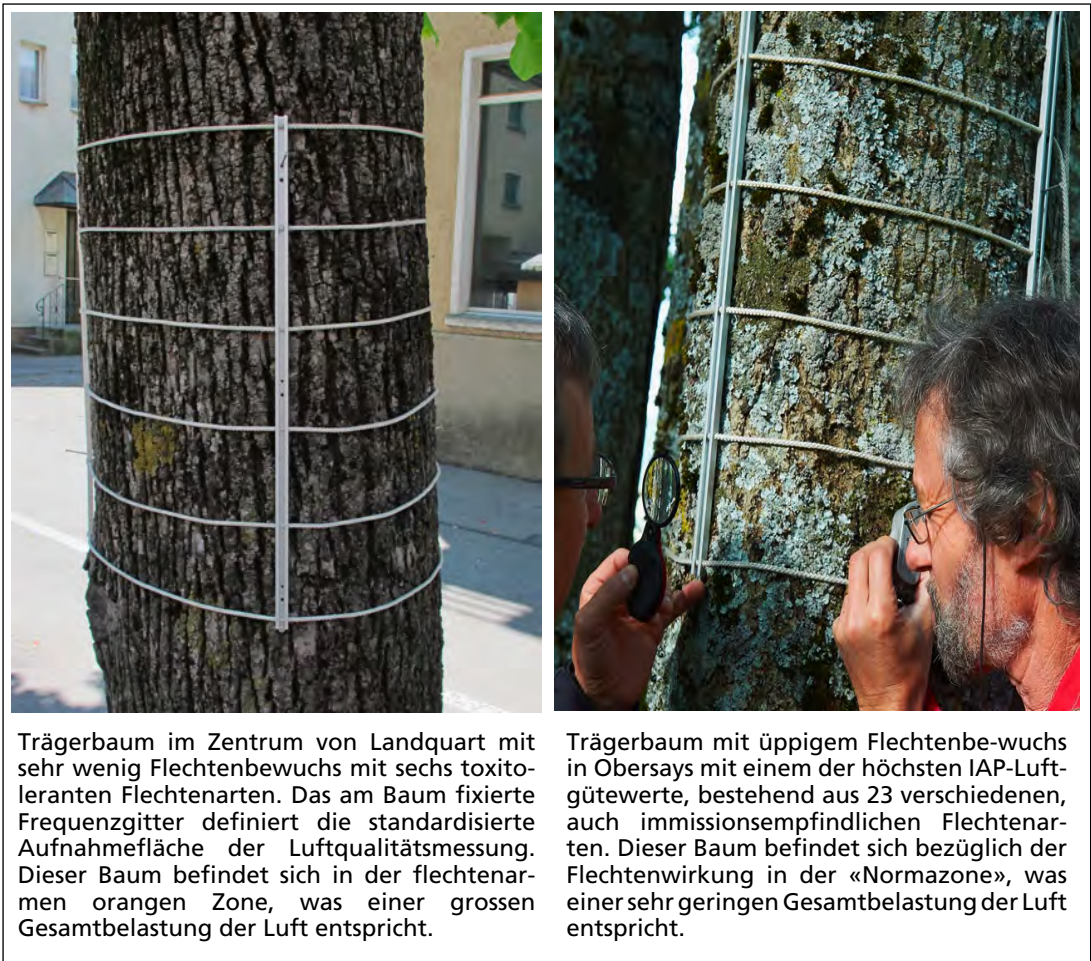 Trägerbaum im Zentrum von Landquart mit
sehr wenig Flechtenbewuchs mit sechs toxito-
leranten Flechtenarten. Das am Baum fixierte
Frequenzgitter definiert die standardisierte
Aufnahmefläche der Luftqualitätsmessung.
Dieser Baum befindet sich in der flechtenar-
men orangen Zone, was einer grossen
Gesamtbelastung der Luft entspricht.
Trägerbaum mit üppigem Flechtenbe-wuchs
in Obersays mit einem der höchsten IAP-Luft-
gütewerte, bestehend aus 23 verschiedenen,
auch immissionsempfindlichen Flechtenar-
ten. Dieser Baum befindet sich bezüglich der
Flechtenwirkung in der «Normazone», was
einer sehr geringen Gesamtbelastung der Luft
entspricht.